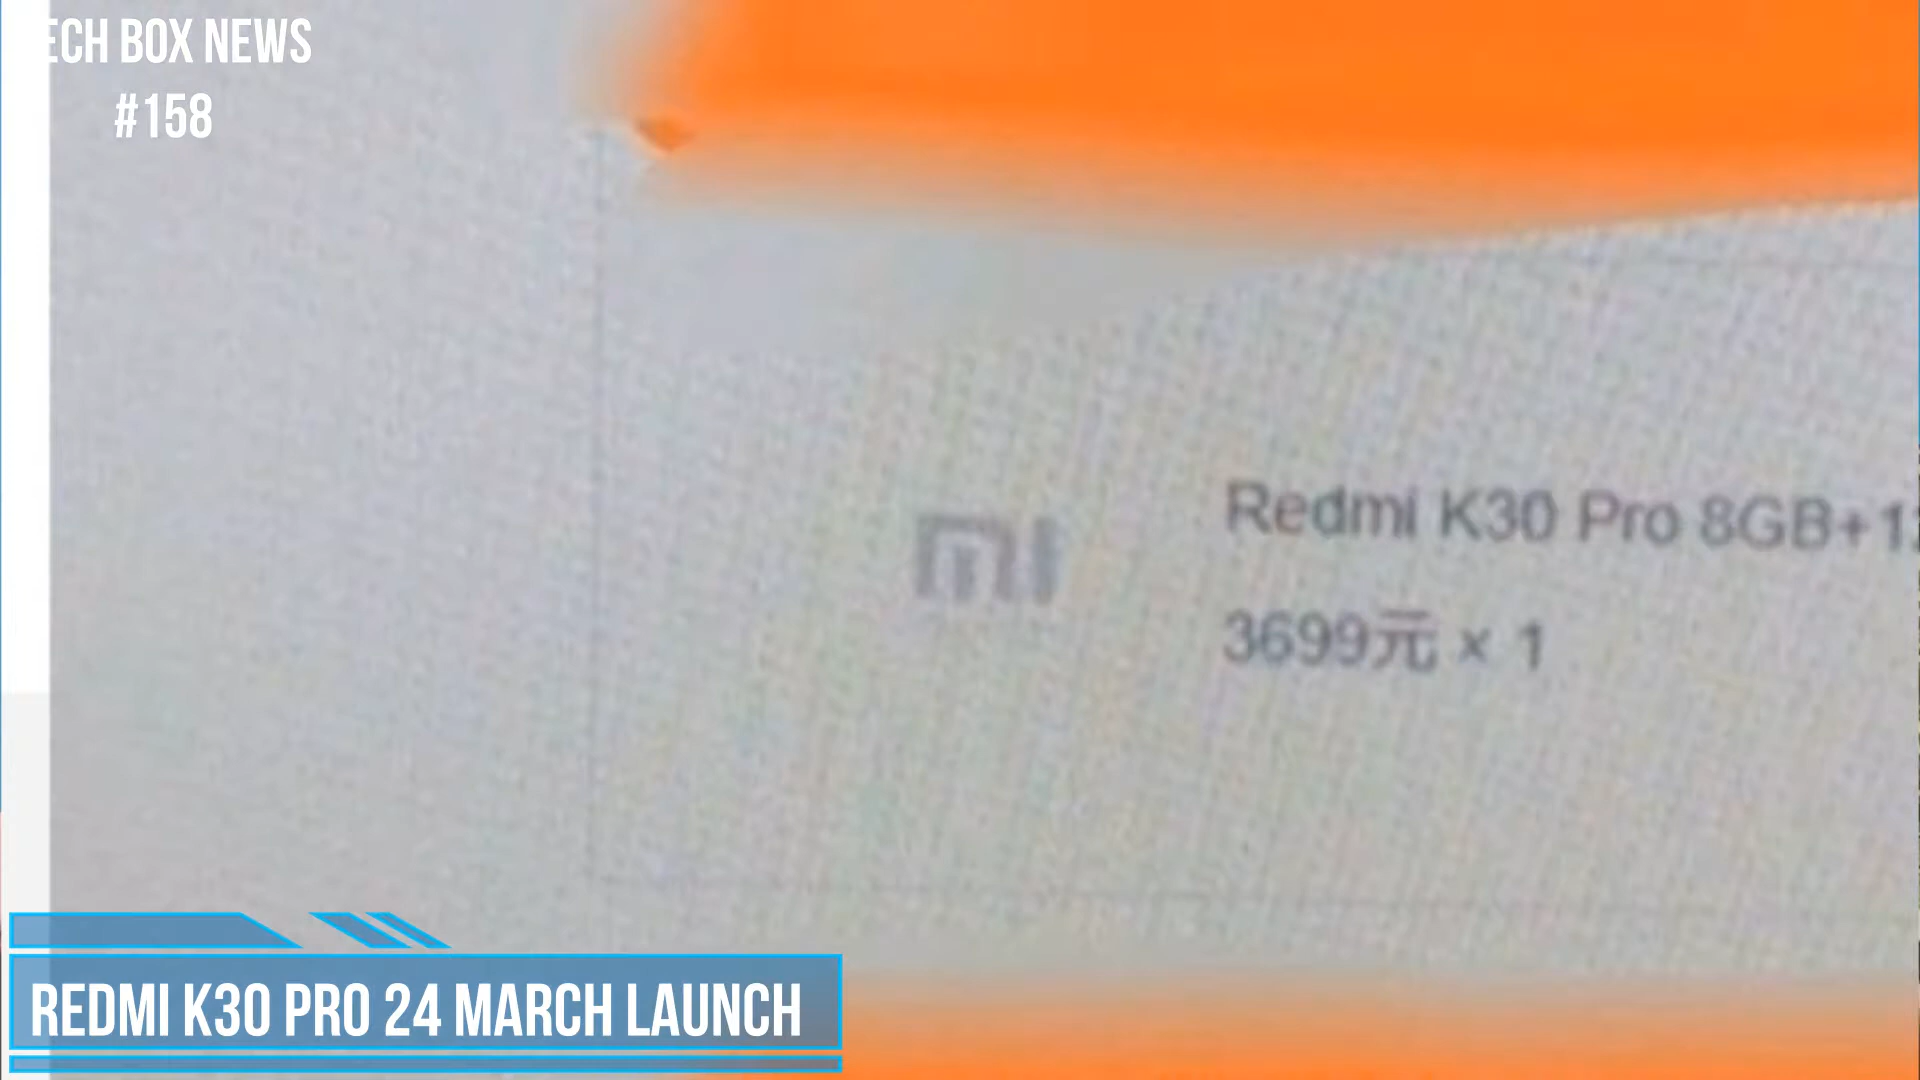 ECH BOX NEWS
#158
mi
Redmi K30 Pro 8GB+1
3699元 × 1
REDMI K30 PRO 24 MARCH LAUNCH